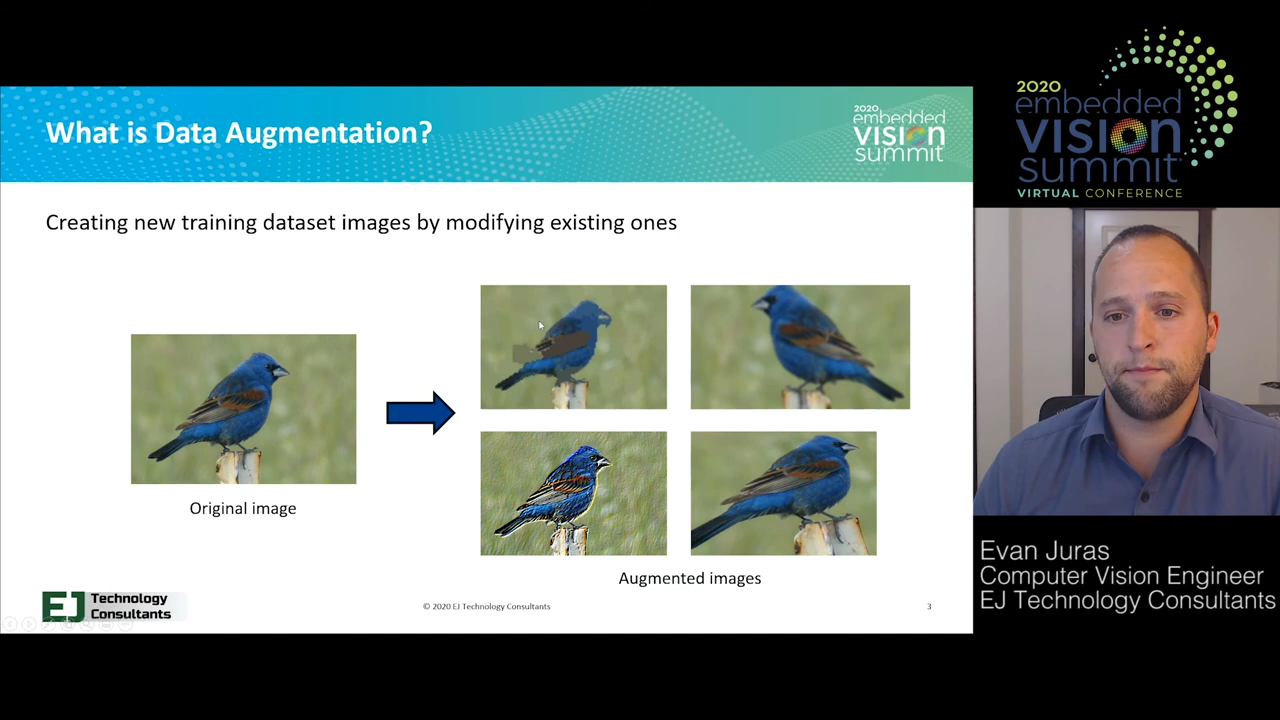 What is Data Augmentation?
2020
embedded
VISION
summit
Creating new training dataset images by modifying existing ones
Original image
Augmented images
EJ Technology
Consultants
© 2020 EJ Technology Consultants
3
2020
embedded
VISION
summit
VIRTUAL CONFERENCE
Evan Juras
Computer Vision Engineer
EJ Technology Consultants